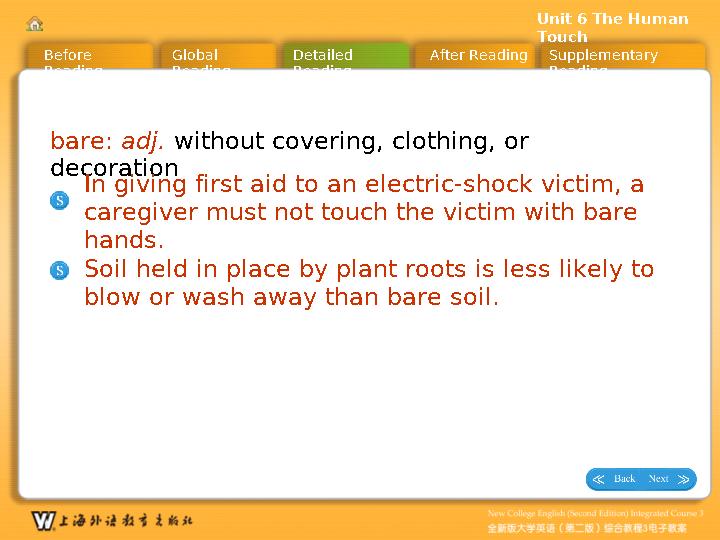 Unit 6 The Human
Touch
Before
Reading
Global
Reading
Detailed
Reading
After Reading
Supplementary
Reading
bare: adj. without covering, clothing, or
decoration
S In giving first aid to an electric-shock victim, a
caregiver must not touch the victim with bare
hands.
S Soil held in place by plant roots is less likely to
blow or wash away than bare soil.
Back Next
W 上海外语教育出版社
New College English (Second Edition) Integrated Course 3
全新版大学英语（第二版）综合教程3电子教案